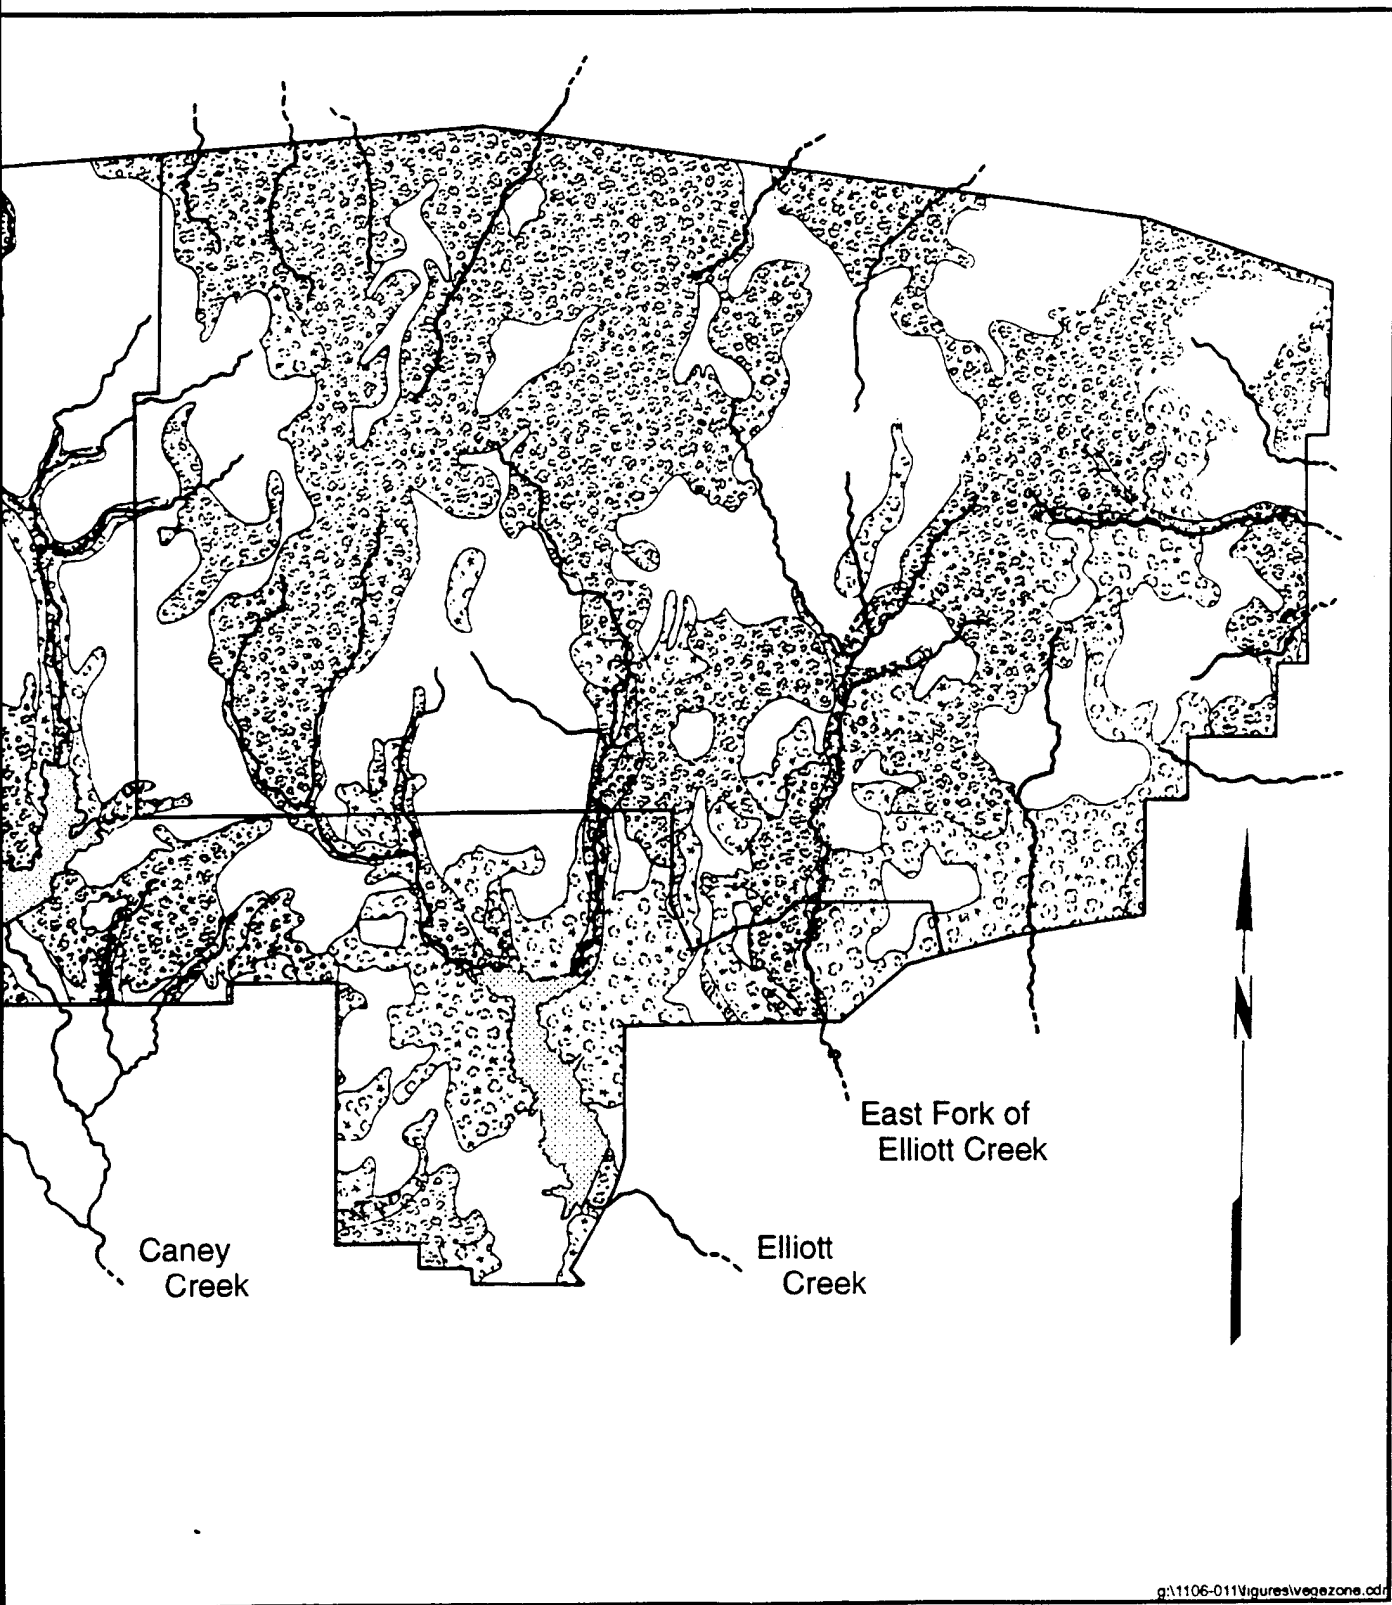 East Fork of
Elliott Creek
Caney
Creek
Elliott
Creek
N
g:\1106-011\figures\vegezone.cdr